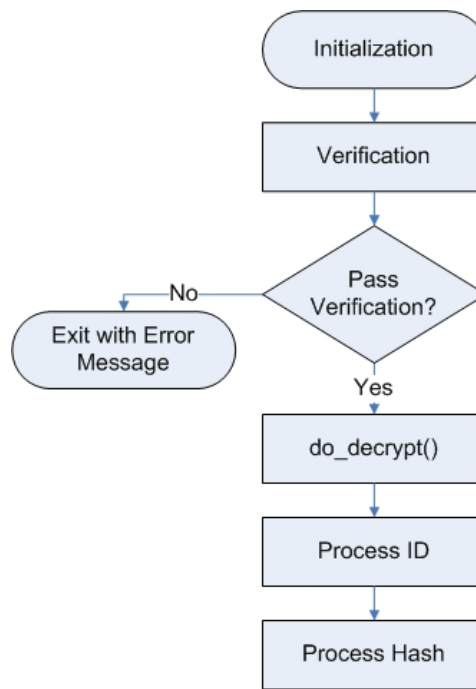 Initialization
Verification
Pass
Verification?
No
Exit with Error
Message
Yes
do_decrypt()
Process ID
Process Hash